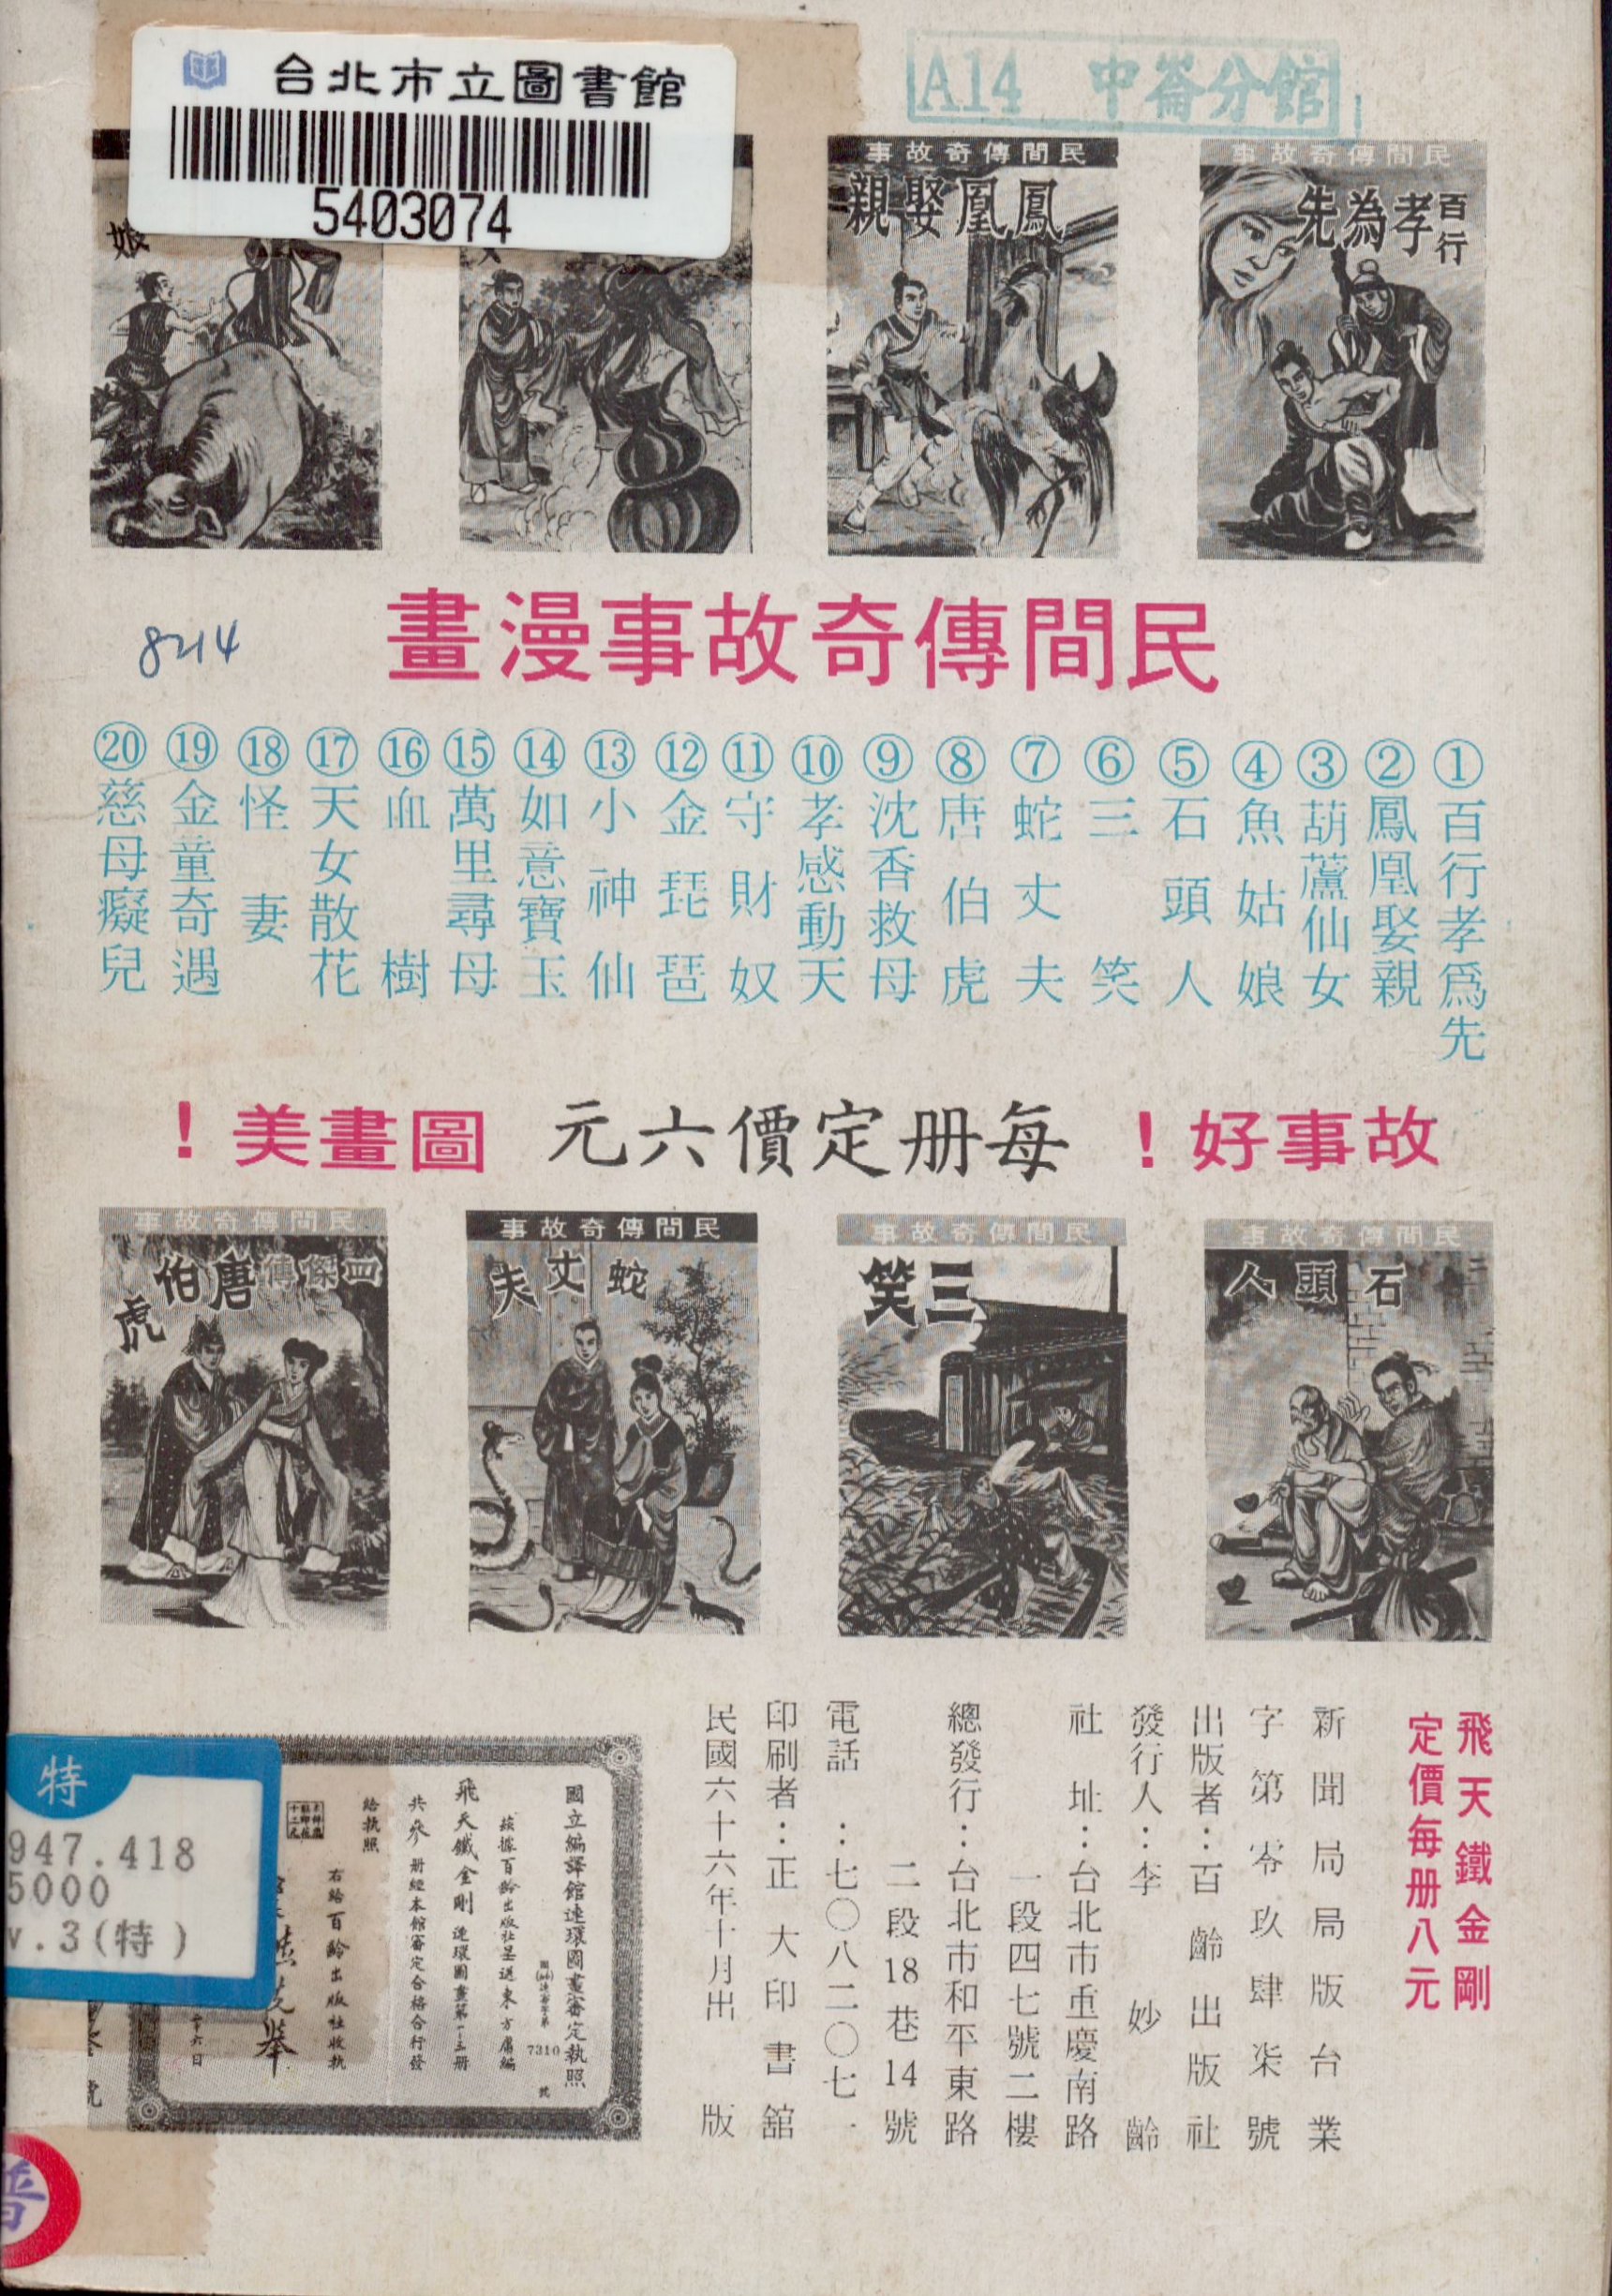 台北市立圖書館
5403074
A14 中崙分館
民間傳奇故事
百行孝為先
民間傳奇故事
鳳凰娶親
娘
民間傳奇故事漫畫
8214
①百行孝爲先
②鳳凰娶親
③葫蘆仙女
④魚姑娘
⑤石頭人
⑥三笑
⑦蛇丈夫
⑧唐伯虎
⑨沈香救母
⑩孝感動天
⑪守財奴
⑫金琵琶
⑬小神仙
⑭如意寶玉
⑮萬里尋母
⑯血樹
⑰天女散花
⑱怪妻
⑲金童奇遇
⑳慈母癡兒
故事好！ 每册定價六元 圖畫美！
民間傳奇故事
石頭人
民間傳奇故事
三笑
民間傳奇故事
蛇丈夫
民間傳奇故事
四傑傳唐伯虎
飛天鐵金剛
定價每册八元
新聞局局版台業
字第零玖肆柒號
出版者：百齡出版社
發行人：李妙齡
社址：台北市重慶南路
一段四七號二樓
總發行：台北市和平東路
二段18巷14號
電話：七〇八二〇七一
印刷者：正大印書舘
民國六十六年十月出版
國立編譯館連環圖畫審定執照
7310號
茲據百齡出版社呈送東方庸編
飛天鐵金剛連環圖畫第一-三册
共參册經本館審定合格合行發
給執照
右給百齡出版社收執
特
947.418
5000
v.3(特)
普